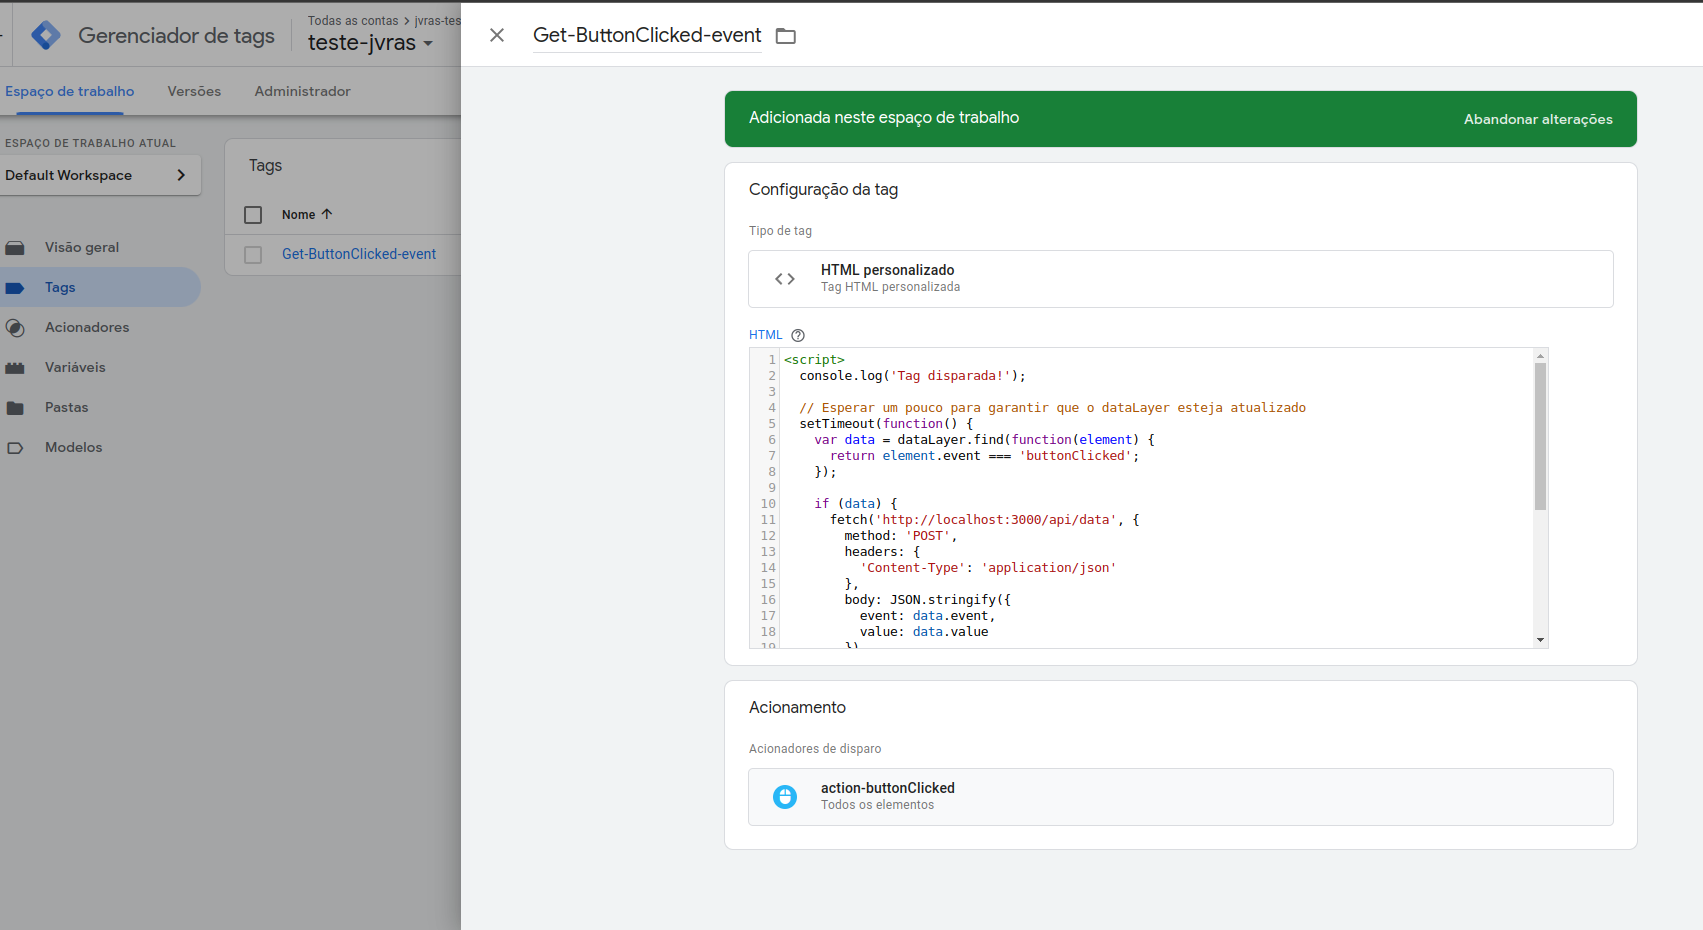 Gerenciador de tags
Todas as contas > jvras-tes
teste-jvras
Get-ButtonClicked-event
Espaço de trabalho
Versões
Administrador
ESPAÇO DE TRABALHO ATUAL
Default Workspace
Visão geral
Tags
Acionadores
Variáveis
Pastas
Modelos
Tags
Nome
Get-ButtonClicked-event
Adicionada neste espaço de trabalho
Abandonar alterações
Configuração da tag
Tipo de tag
HTML personalizado
Tag HTML personalizada
HTML
1 <script>
2   console.log('Tag disparada!');
3
4   // Esperar um pouco para garantir que o dataLayer esteja atualizado
5   setTimeout(function() {
6     var data = dataLayer.find(function(element) {
7       return element.event === 'buttonClicked';
8     });
9
10     if (data) {
11       fetch('http://localhost:3000/api/data', {
12         method: 'POST',
13         headers: {
14           'Content-Type': 'application/json'
15         },
16         body: JSON.stringify({
17           event: data.event,
18           value: data.value
19         })
Acionamento
Acionadores de disparo
action-buttonClicked
Todos os elementos